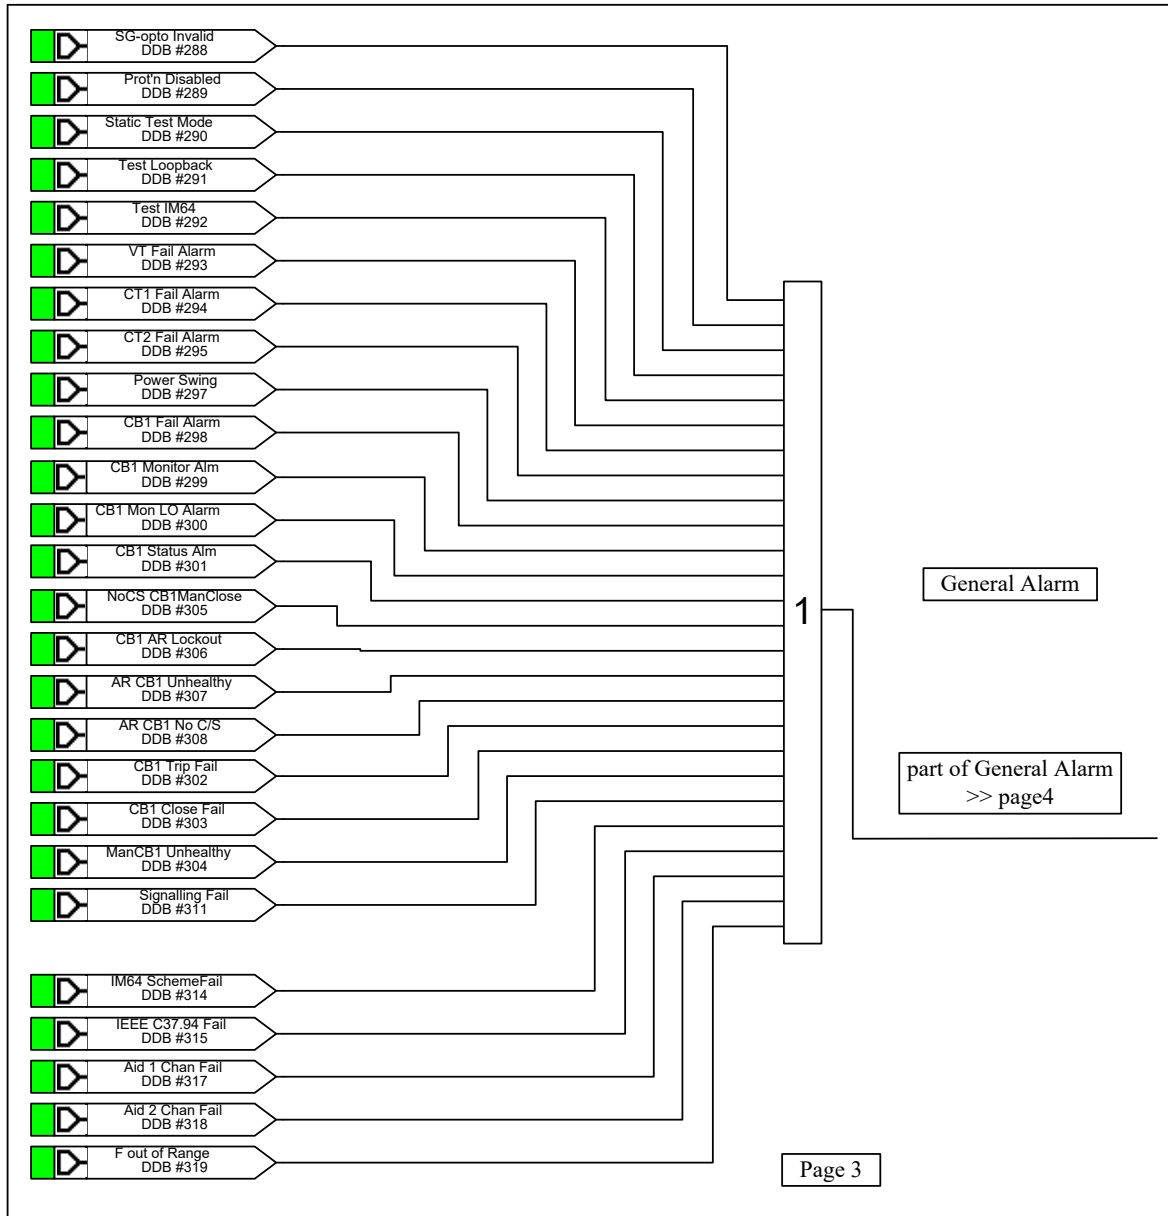 SG-opto Invalid
DDB #288
Prot'n Disabled
DDB #289
Static Test Mode
DDB #290
Test Loopback
DDB #291
Test IM64
DDB #292
VT Fail Alarm
DDB #293
CT1 Fail Alarm
DDB #294
CT2 Fail Alarm
DDB #295
Power Swing
DDB #297
CB1 Fail Alarm
DDB #298
CB1 Monitor Alm
DDB #299
CB1 Mon LO Alarm
DDB #300
CB1 Status Alm
DDB #301
NoCS CB1ManClose
DDB #305
CB1 AR Lockout
DDB #306
AR CB1 Unhealthy
DDB #307
AR CB1 No C/S
DDB #308
CB1 Trip Fail
DDB #302
CB1 Close Fail
DDB #303
ManCB1 Unhealthy
DDB #304
Signalling Fail
DDB #311
IM64 SchemeFail
DDB #314
IEEE C37.94 Fail
DDB #315
Aid 1 Chan Fail
DDB #317
Aid 2 Chan Fail
DDB #318
F out of Range
DDB #319
1
General Alarm
part of General Alarm
>> page4
Page 3